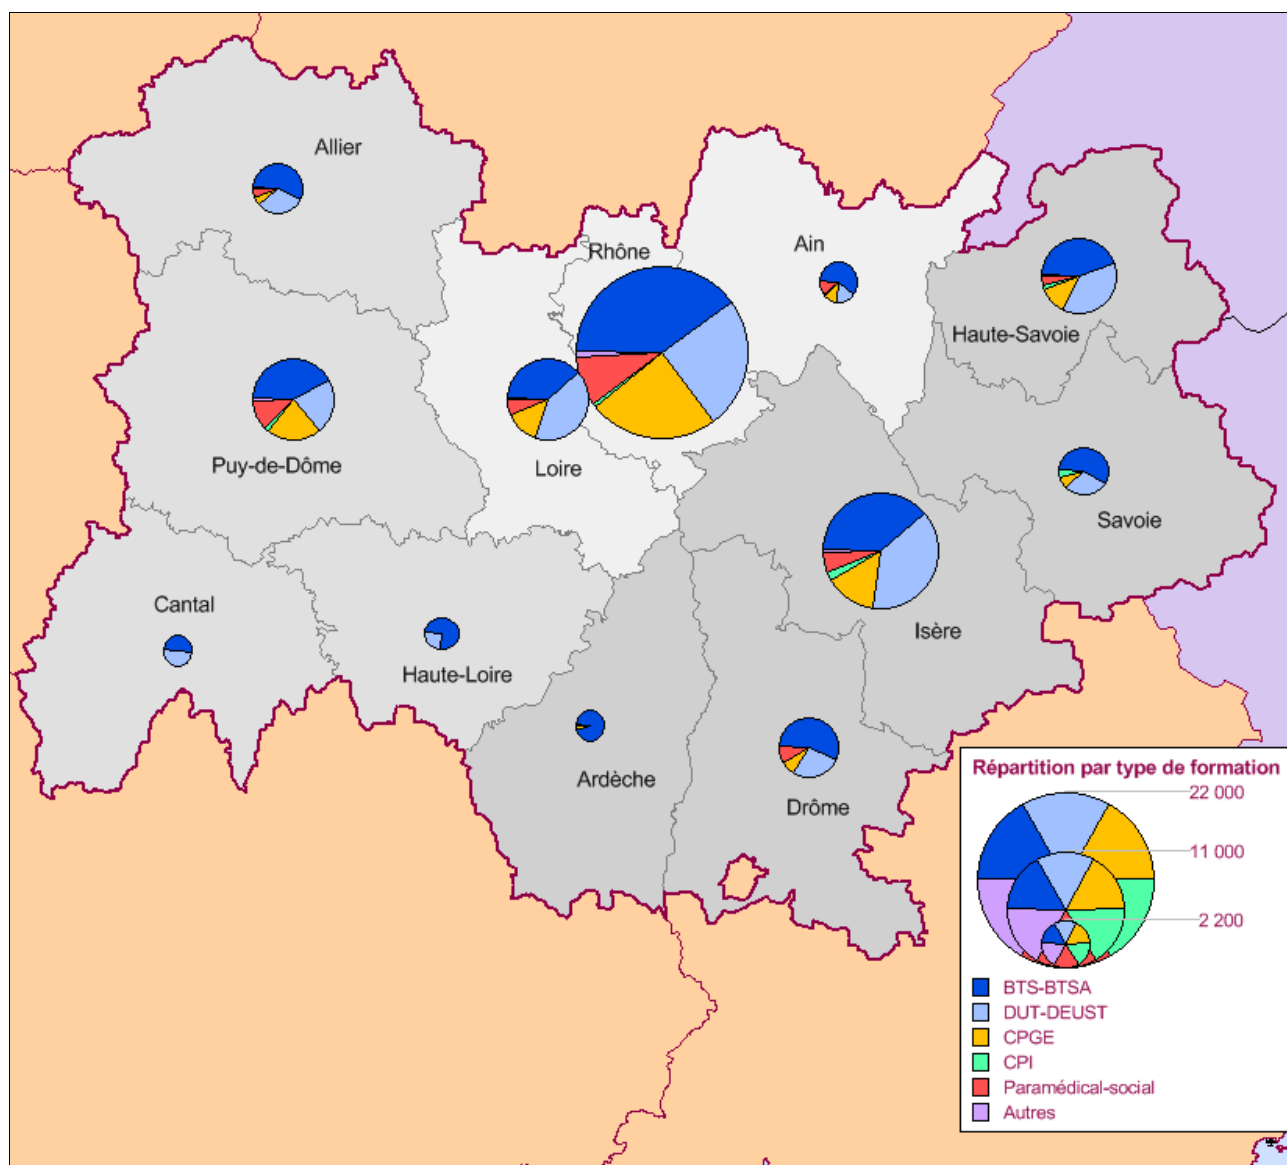 Allier
Rhône
Ain
Haute-Savoie
Puy-de-Dôme
Loire
Savoie
Cantal
Isère
Haute-Loire
Ardèche
Drôme
Répartition par type de formation
22 000
11 000
2 200
BTS-BTSA
DUT-DEUST
CPGE
CPI
Paramédical-social
Autres